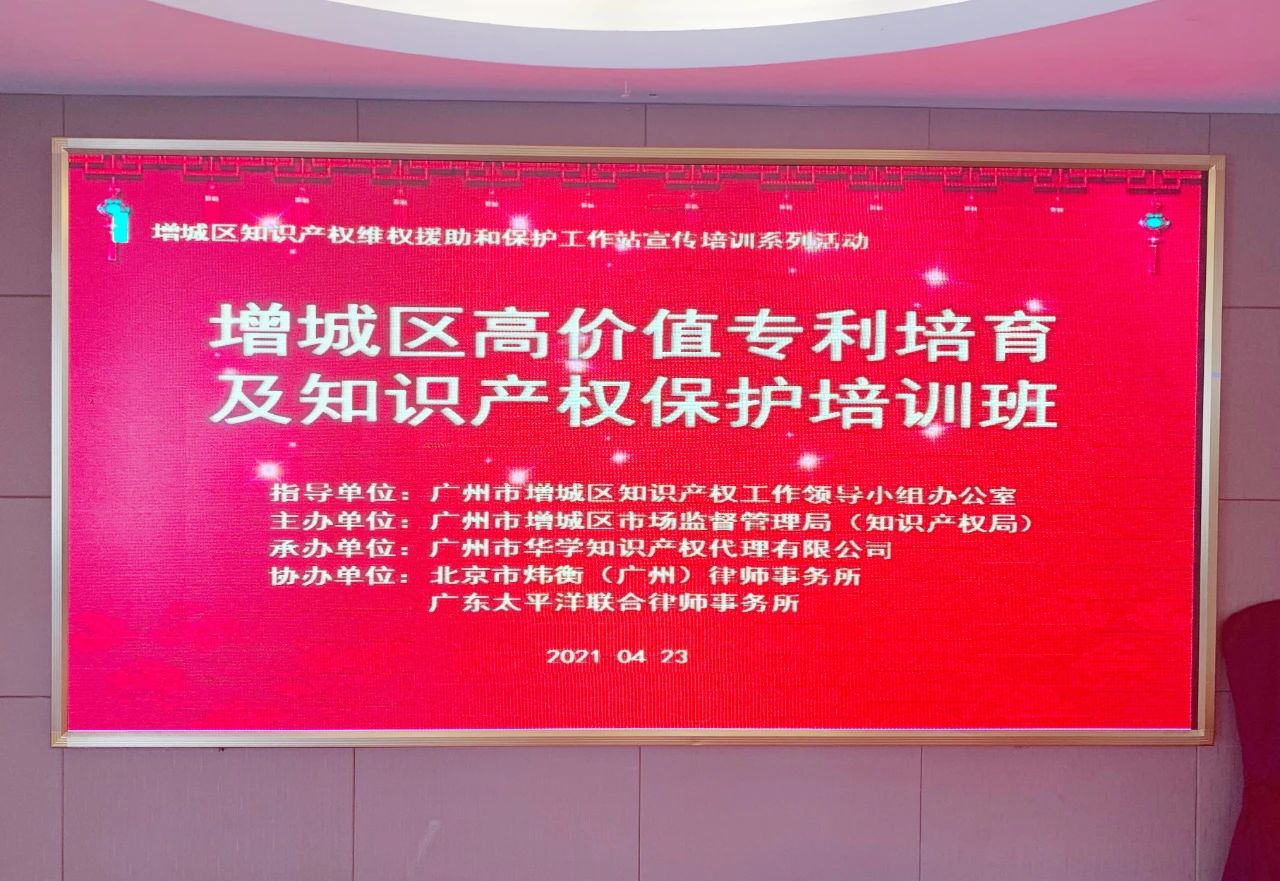 增城区知识产权维权援助和保护工作站宣传培训系列活动
增城区高价值专利培育
及知识产权保护培训班
指导单位：广州市增城区知识产权工作领导小组办公室
主办单位：广州市增城区市场监督管理局（知识产权局）
承办单位：广州市华学知识产权代理有限公司
协办单位：北京市炜衡（广州）律师事务所
广东太平洋联合律师事务所
2021 04 23